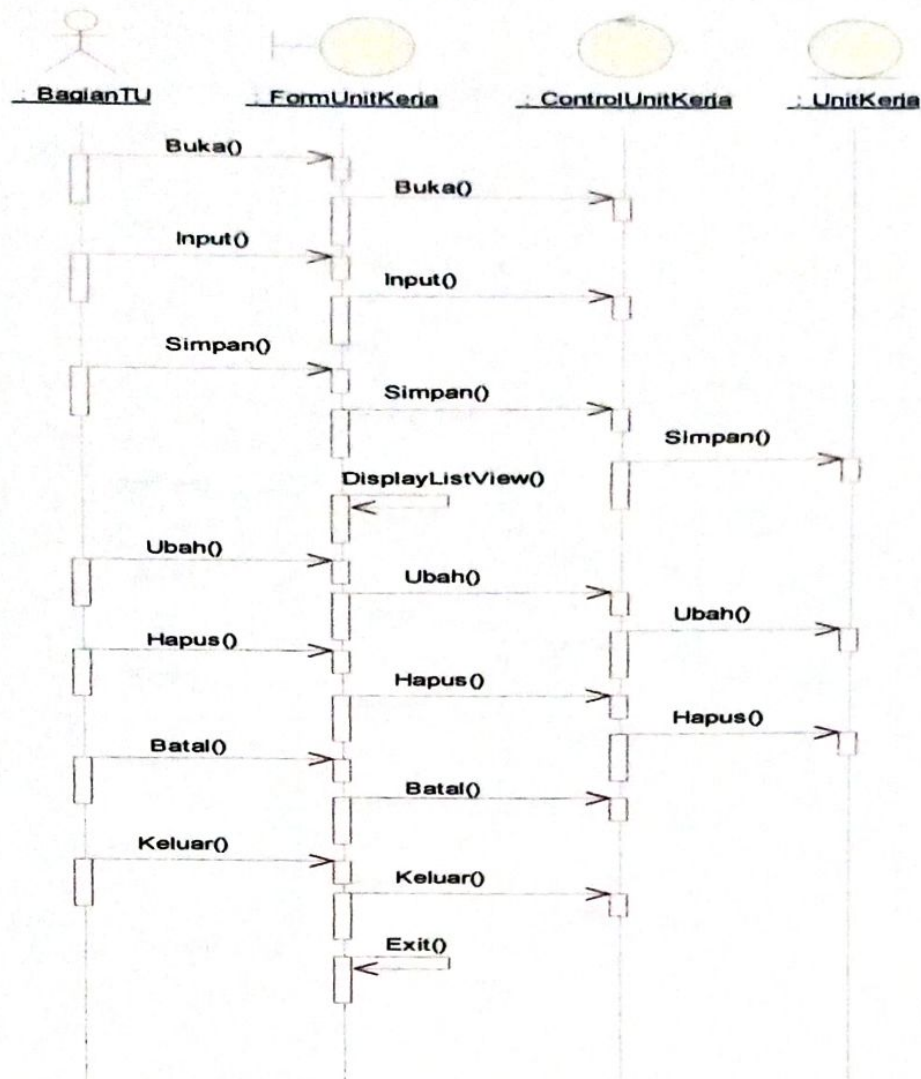 : BagianTU
: FormUnitKerja
: ControlUnitKerja
: UnitKerja
Buka()
Buka()
Input()
Input()
Simpan()
Simpan()
Simpan()
DisplayListView()
Ubah()
Ubah()
Ubah()
Hapus()
Hapus()
Hapus()
Batal()
Batal()
Keluar()
Keluar()
Exit()